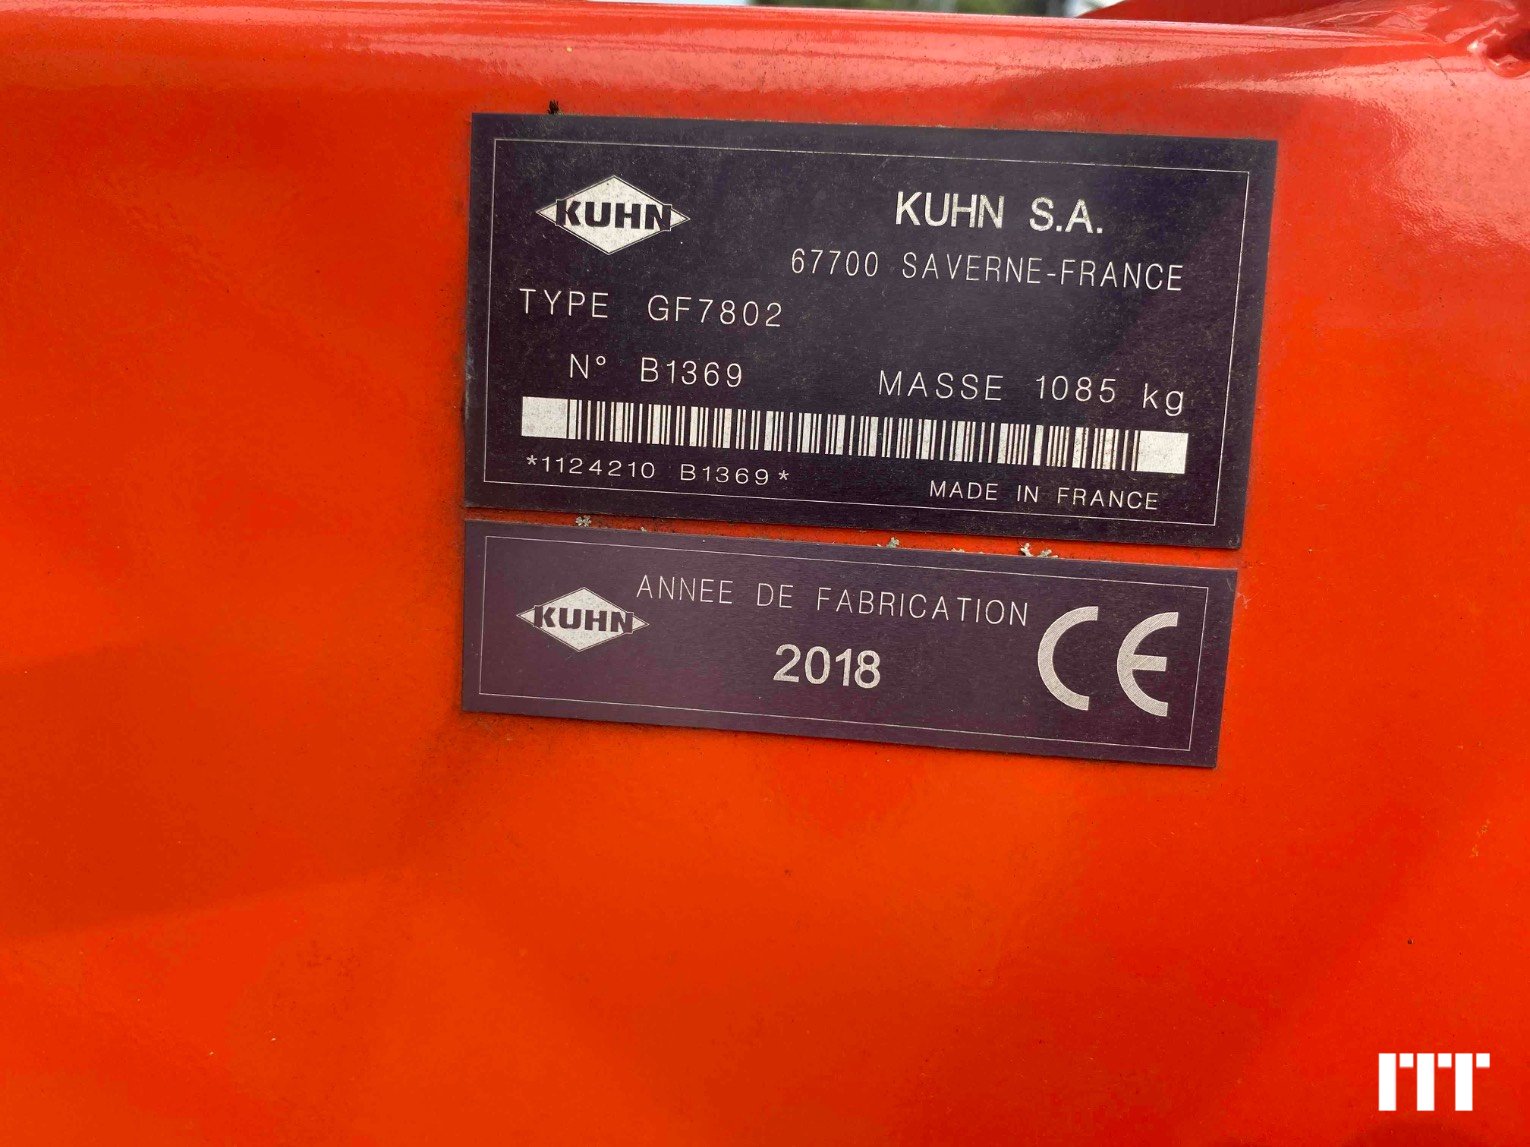 KUHN
KUHN S.A.
67700 SAVERNE-FRANCE
TYPE GF7802
N° B1369
MASSE 1085 kg
*1124210 B1369*
MADE IN FRANCE
KUHN
ANNEE DE FABRICATION
2018
CE